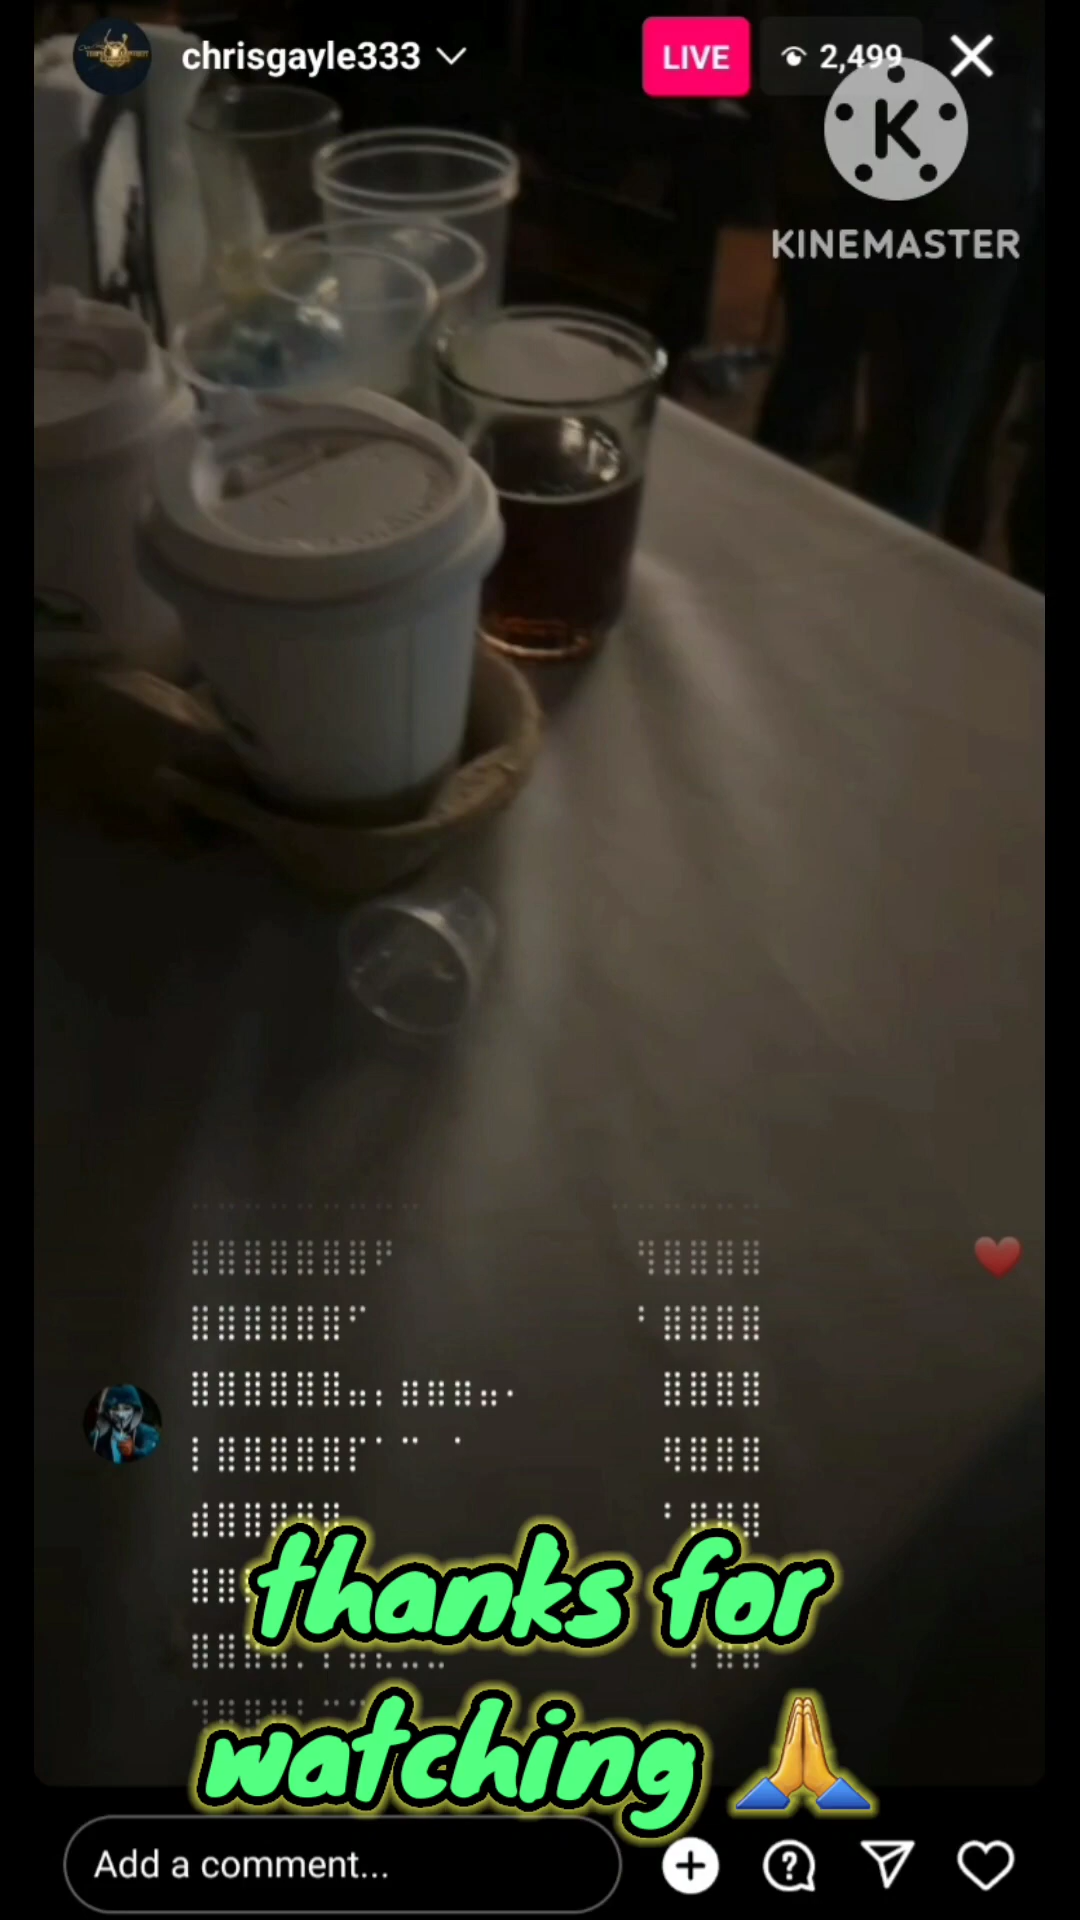 chrisgayle333
LIVE
2,499
K
KINEMASTER
thanks for
watching 🙏
Add a comment...